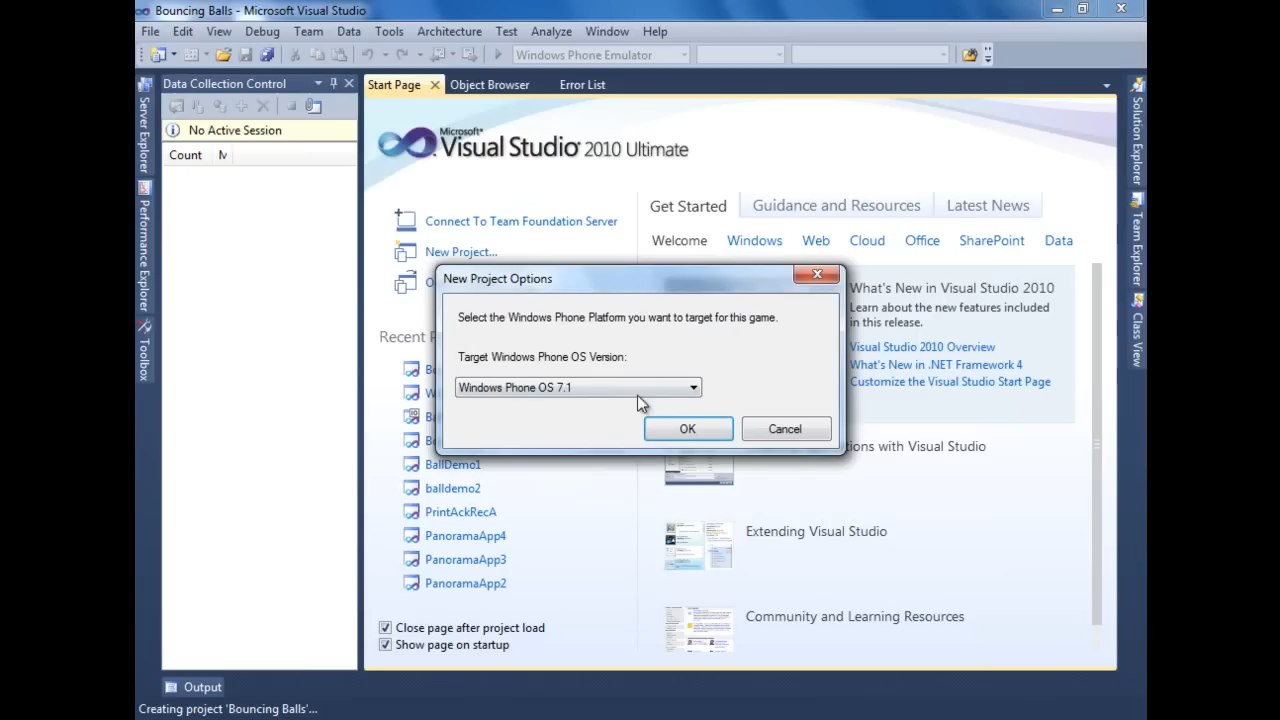 Bouncing Balls - Microsoft Visual Studio
File Edit View Debug Team Data Tools Architecture Test Analyze Window Help
Windows Phone Emulator
Data Collection Control
Start Page Object Browser Error List
No Active Session
Count
Server Explorer
Performance Explorer
Toolbox
Microsoft
Visual Studio 2010 Ultimate
Connect To Team Foundation Server
New Project...
O
Recent P
B
W
Ba
Bo
BallDemo1
balldemo2
PrintAckRecA
PanoramaApp4
PanoramaApp3
PanoramaApp2
Close page after project load
Show page on startup
Get Started Guidance and Resources Latest News
Welcome Windows Web Cloud Office SharePoint Data
What's New in Visual Studio 2010
Learn about the new features included
in this release.
Visual Studio 2010 Overview
What's New in .NET Framework 4
Customize the Visual Studio Start Page
tions with Visual Studio
Extending Visual Studio
Community and Learning Resources
New Project Options
Select the Windows Phone Platform you want to target for this game.
Target Windows Phone OS Version:
Windows Phone OS 7.1
OK Cancel
Solution Explorer
Team Explorer
Class View
Output
Creating project 'Bouncing Balls'...